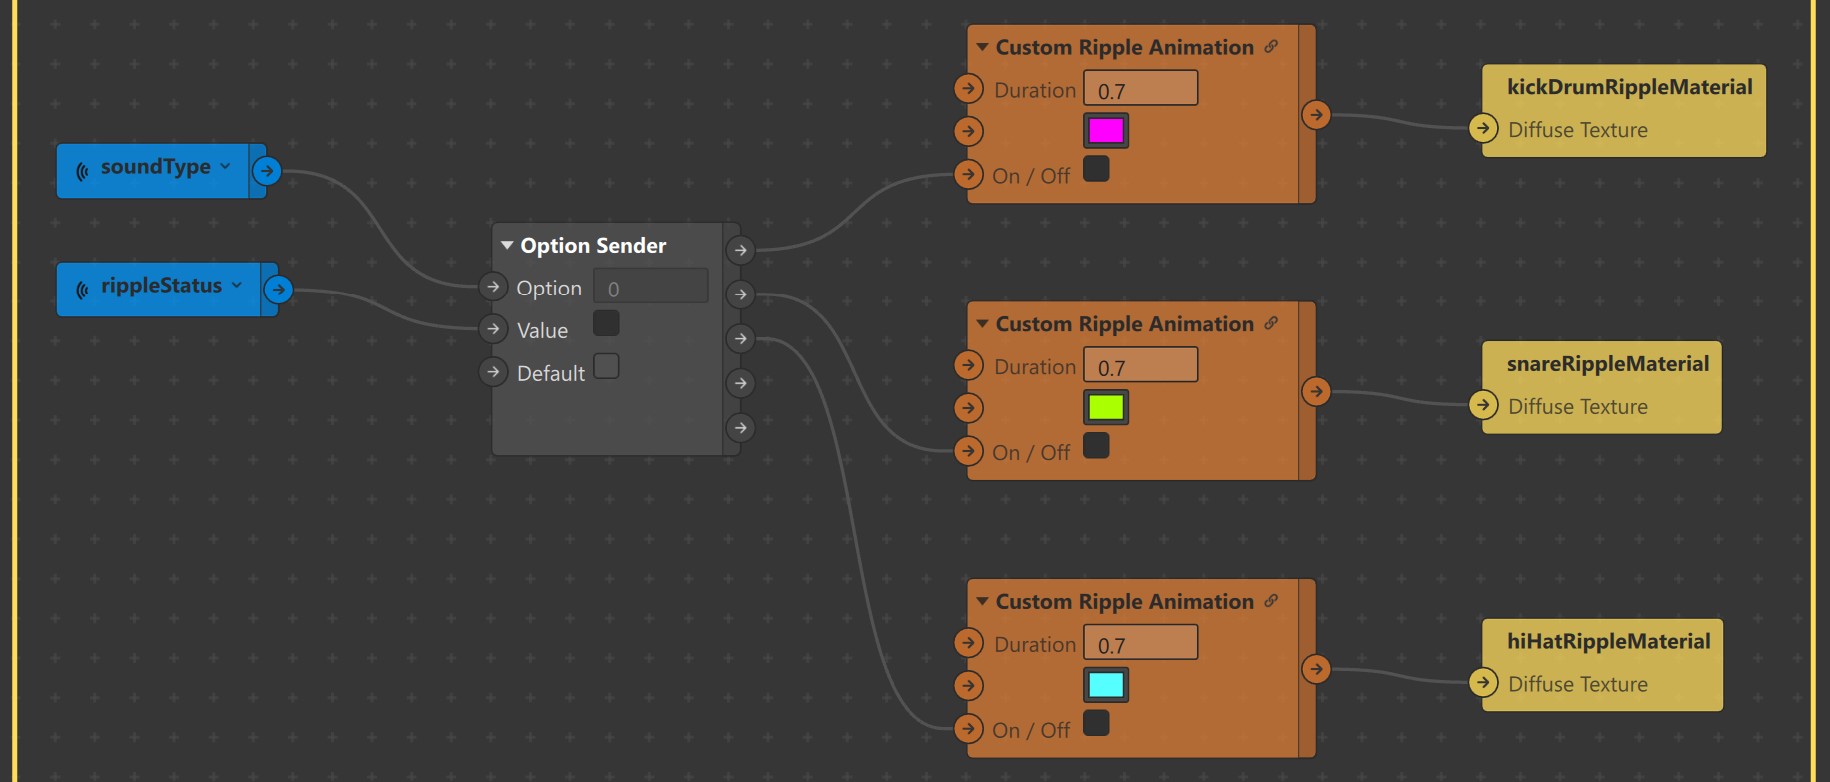 soundType
rippleStatus
Option Sender
Option 0
Value
Default
Custom Ripple Animation
Duration 0.7
On / Off
kickDrumRippleMaterial
Diffuse Texture
Custom Ripple Animation
Duration 0.7
On / Off
snareRippleMaterial
Diffuse Texture
Custom Ripple Animation
Duration 0.7
On / Off
hiHatRippleMaterial
Diffuse Texture